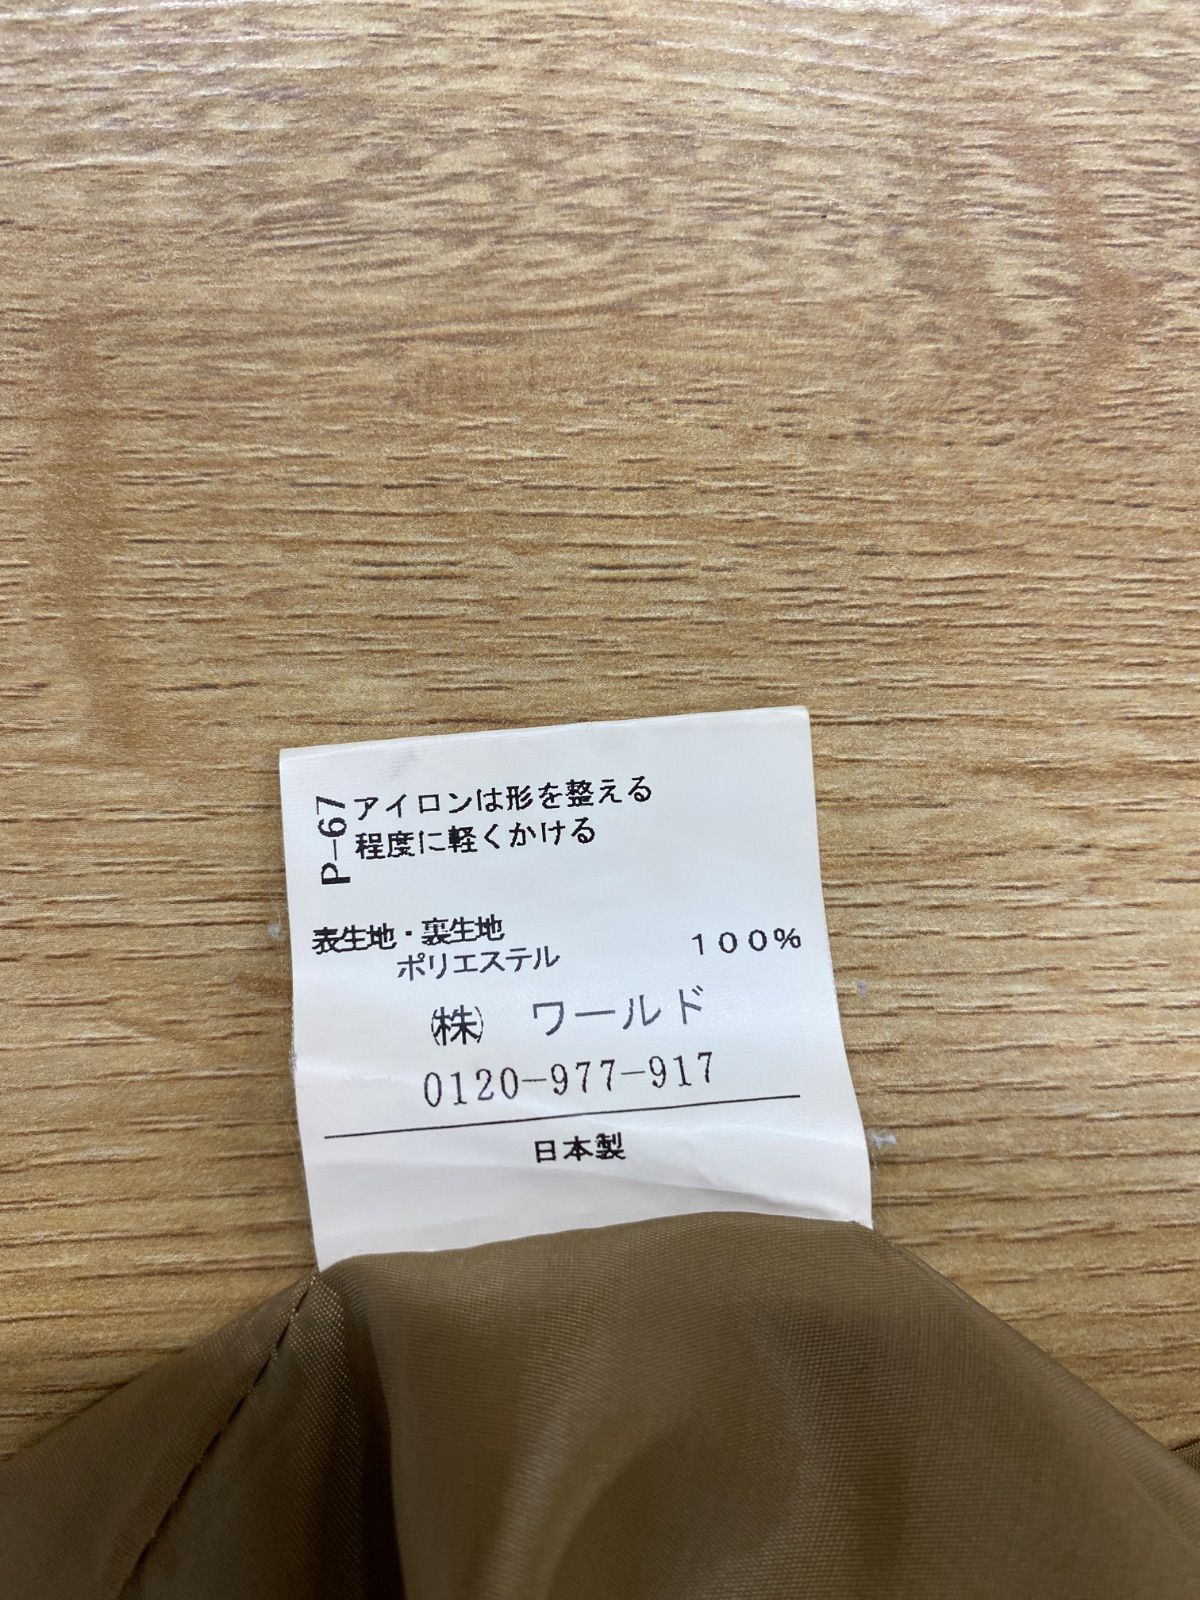 P-67
アイロンは形を整える
程度に軽くかける
表生地・裏生地
ポリエステル 100%
㈱ ワールド
0120-977-917
日本製